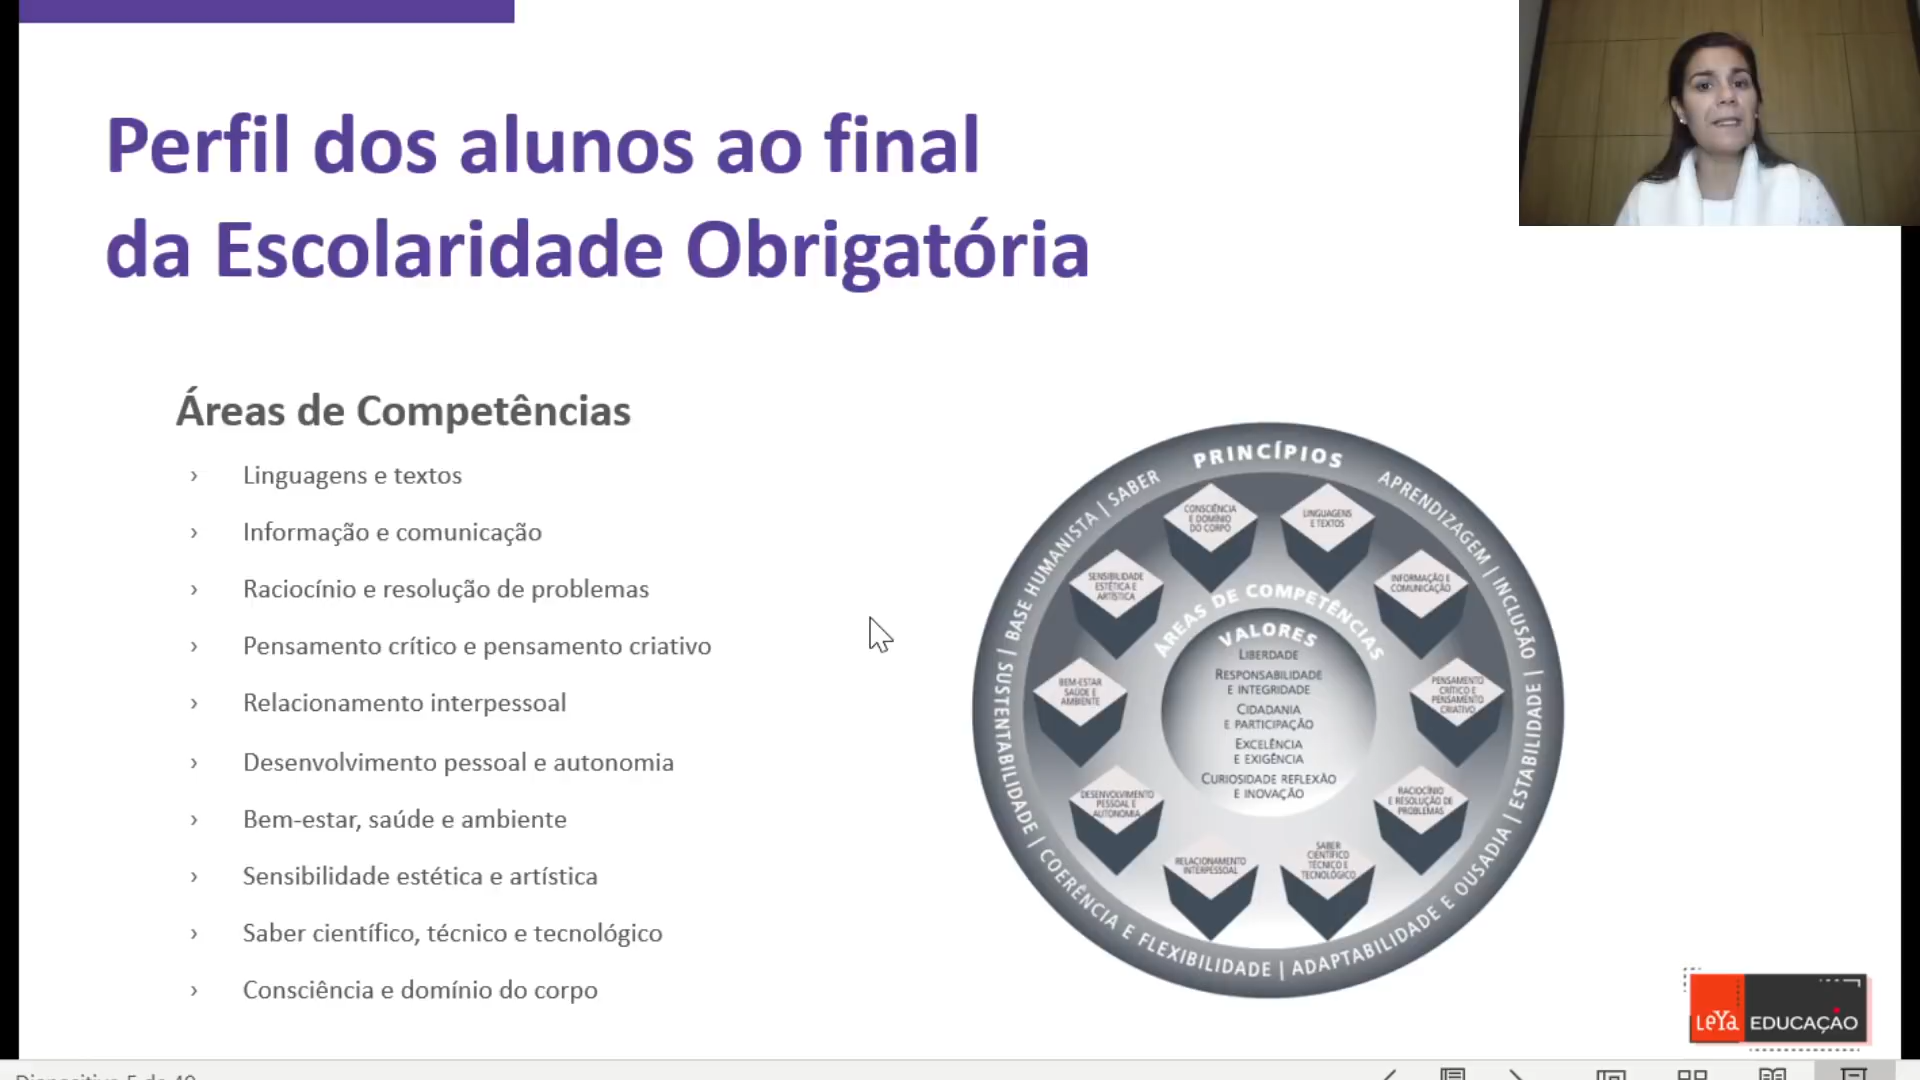 Perfil dos alunos ao final
da Escolaridade Obrigatória
Áreas de Competências
› Linguagens e textos
› Informação e comunicação
› Raciocínio e resolução de problemas
› Pensamento crítico e pensamento criativo
› Relacionamento interpessoal
› Desenvolvimento pessoal e autonomia
› Bem-estar, saúde e ambiente
› Sensibilidade estética e artística
› Saber científico, técnico e tecnológico
› Consciência e domínio do corpo
PRINCÍPIOS
APRENDIZAGEM | INCLUSÃO | ESTABILIDADE | ADAPTABILIDADE E OUSADIA | COERÊNCIA E FLEXIBILIDADE | SUSTENTABILIDADE | BASE HUMANISTA | SABER
ÁREAS DE COMPETÊNCIAS
LINGUAGENS
E TEXTOS
INFORMAÇÃO E
COMUNICAÇÃO
PENSAMENTO
CRÍTICO E
PENSAMENTO
CRIATIVO
RACIOCÍNIO
E RESOLUÇÃO DE
PROBLEMAS
SABER
CIENTÍFICO
TÉCNICO E
TECNOLÓGICO
RELACIONAMENTO
INTERPESSOAL
DESENVOLVIMENTO
PESSOAL E
AUTONOMIA
BEM-ESTAR
SAÚDE E
AMBIENTE
SENSIBILIDADE
ESTÉTICA E
ARTÍSTICA
CONSCIÊNCIA
E DOMÍNIO
DO CORPO
VALORES
LIBERDADE
RESPONSABILIDADE
E INTEGRIDADE
CIDADANIA
E PARTICIPAÇÃO
EXCELÊNCIA
E EXIGÊNCIA
CURIOSIDADE REFLEXÃO
E INOVAÇÃO
LeYa EDUCAÇÃO
Diapositivo 5 de 40